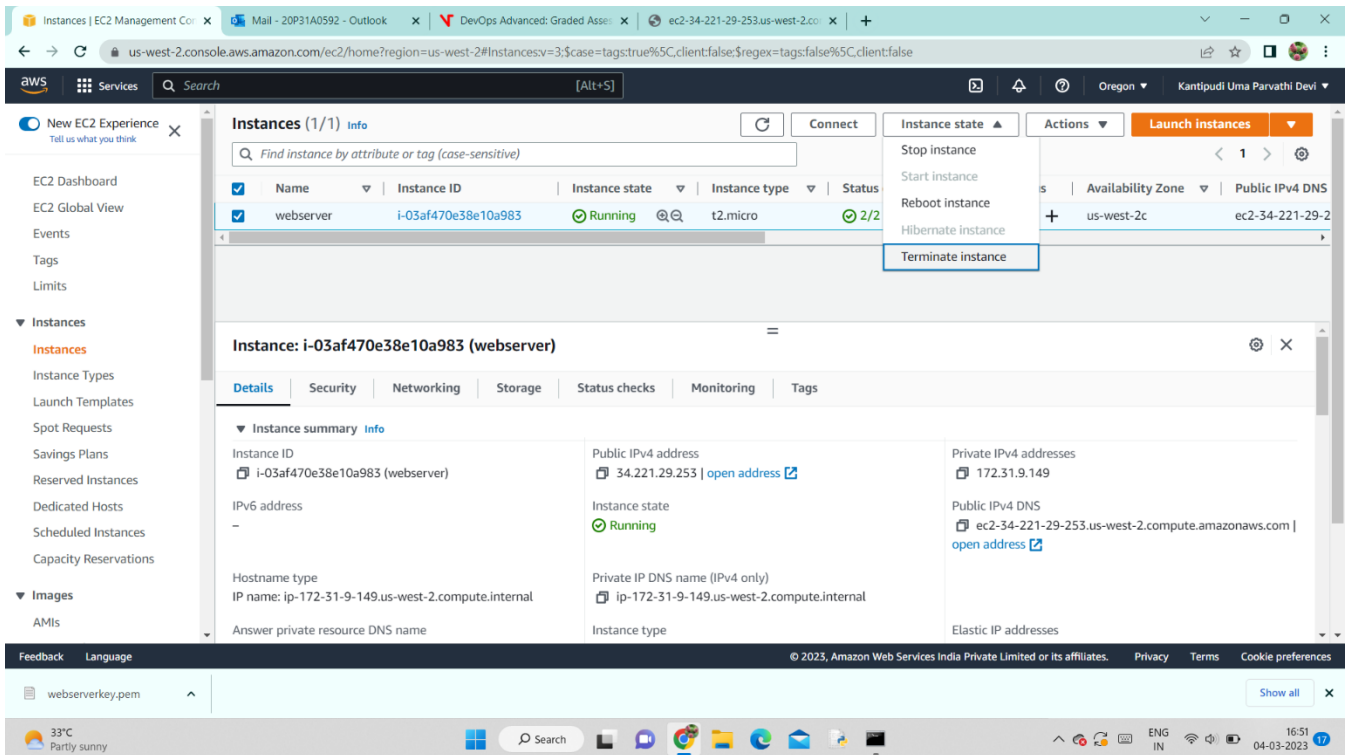 Instances | EC2 Management Con
Mail - 20P31A0592 - Outlook
DevOps Advanced: Graded Asses
ec2-34-221-29-253.us-west-2.co
us-west-2.console.aws.amazon.com/ec2/home?region=us-west-2#Instances:v=3;$case=tags:true%5C,client:false;$regex=tags:false%5C,client:false
aws
Services
Search
[Alt+S]
Oregon
Kantipudi Uma Parvathi Devi
New EC2 Experience
Tell us what you think
EC2 Dashboard
EC2 Global View
Events
Tags
Limits
Instances
Instances
Instance Types
Launch Templates
Spot Requests
Savings Plans
Reserved Instances
Dedicated Hosts
Scheduled Instances
Capacity Reservations
Images
AMIs
Instances (1/1) Info
Connect
Instance state
Actions
Launch instances
Find instance by attribute or tag (case-sensitive)
1
Stop instance
Start instance
Reboot instance
Hibernate instance
Terminate instance
Name Instance ID Instance state Instance type Status s Availability Zone Public IPv4 DNS
webserver i-03af470e38e10a983 Running t2.micro 2/2 us-west-2c ec2-34-221-29-2
Instance: i-03af470e38e10a983 (webserver)
Details Security Networking Storage Status checks Monitoring Tags
Instance summary Info
Instance ID
i-03af470e38e10a983 (webserver)
Public IPv4 address
34.221.29.253 | open address
Private IPv4 addresses
172.31.9.149
IPv6 address
–
Instance state
Running
Public IPv4 DNS
ec2-34-221-29-253.us-west-2.compute.amazonaws.com |
open address
Hostname type
IP name: ip-172-31-9-149.us-west-2.compute.internal
Private IP DNS name (IPv4 only)
ip-172-31-9-149.us-west-2.compute.internal
Answer private resource DNS name
Instance type
Elastic IP addresses
Feedback Language
© 2023, Amazon Web Services India Private Limited or its affiliates. Privacy Terms Cookie preferences
webserverkey.pem
Show all
33°C
Partly sunny
Search
ENG
IN
16:51
04-03-2023
17